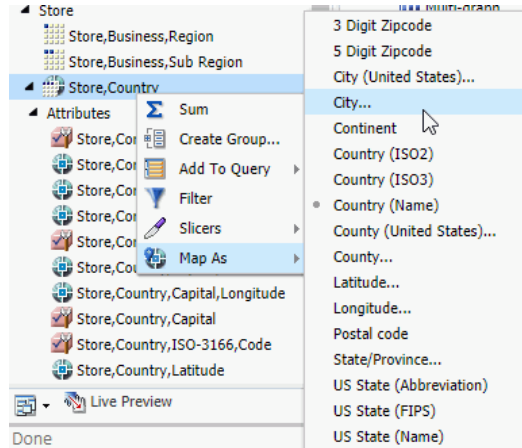 Store
Store,Business,Region
Store,Business,Sub Region
Store,Country
Attributes
Store,Cor
Store,Cor
Store,Cor
Store,Cor
Store,Cor
Store,Cou
Store,Country,Capital,Longitude
Store,Country,Capital
Store,Country,ISO-3166,Code
Store,Country,Latitude
Live Preview
Done
Sum
Create Group...
Add To Query
Filter
Slicers
Map As
Multi-graph
3 Digit Zipcode
5 Digit Zipcode
City (United States)...
City...
Continent
Country (ISO2)
Country (ISO3)
Country (Name)
County (United States)...
County...
Latitude...
Longitude...
Postal code
State/Province...
US State (Abbreviation)
US State (FIPS)
US State (Name)